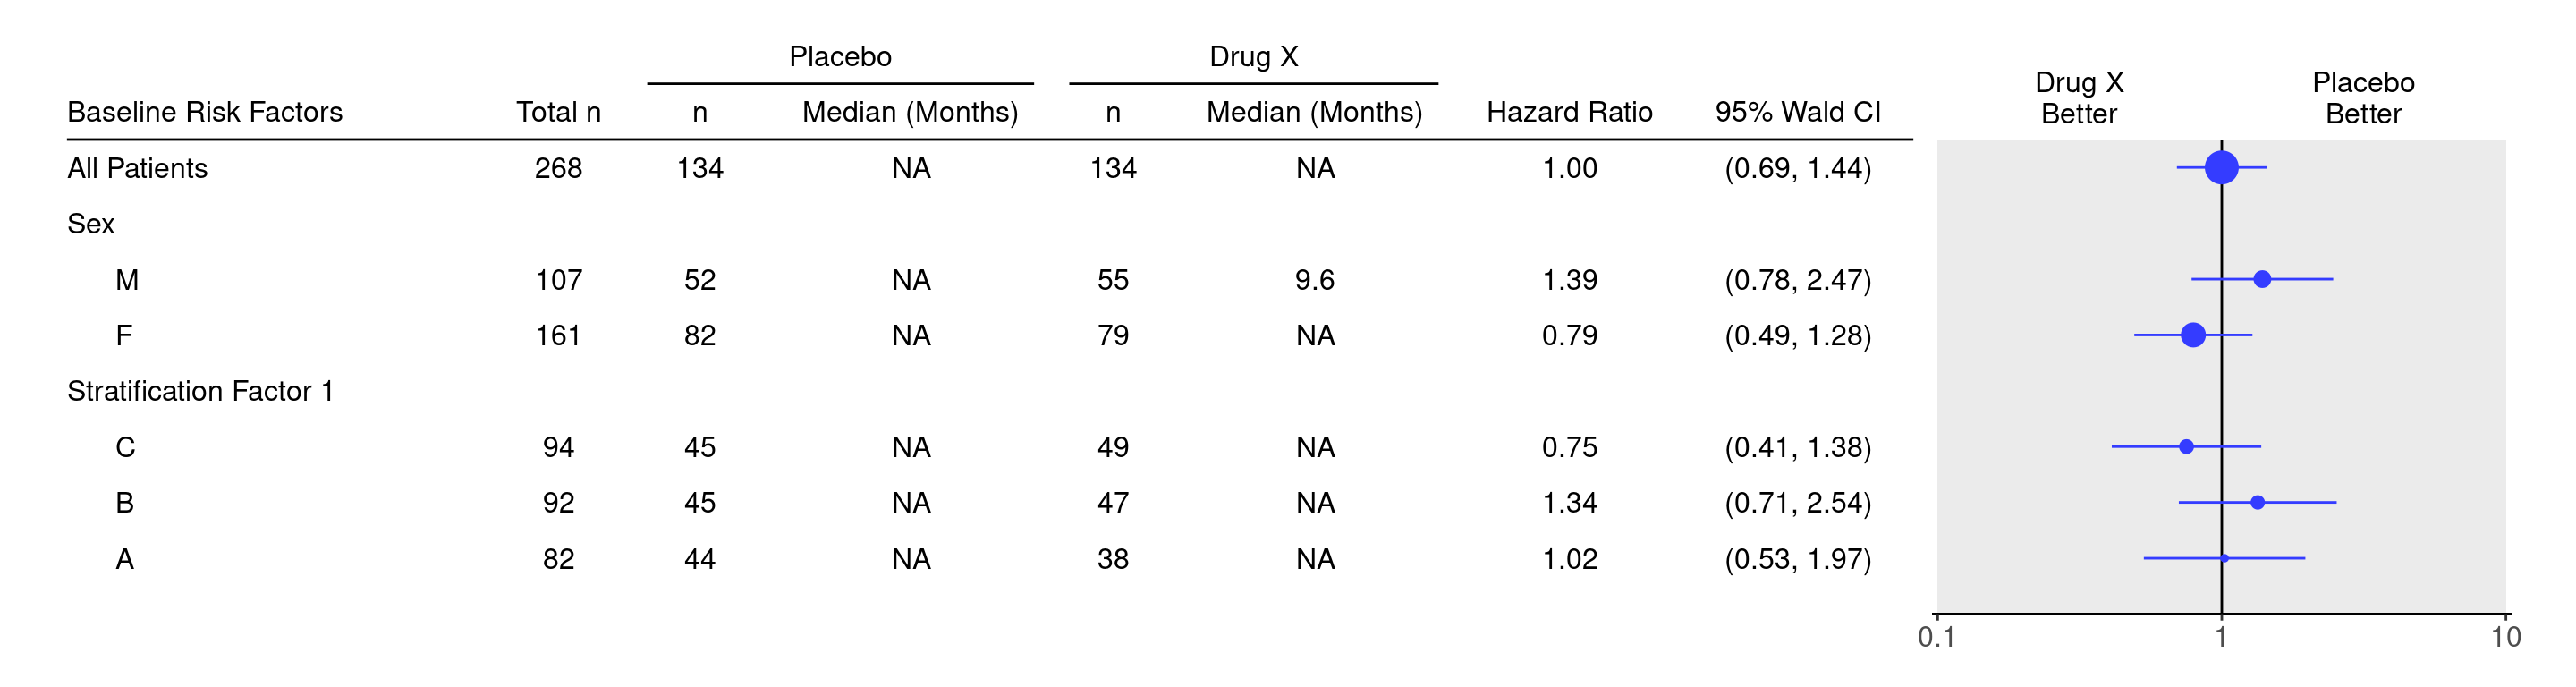 Placebo Drug X
Drug X Placebo
Better Better
Baseline Risk Factors Total n n Median (Months) n Median (Months) Hazard Ratio 95% Wald CI
All Patients 268 134 NA 134 NA 1.00 (0.69, 1.44)
Sex
M 107 52 NA 55 9.6 1.39 (0.78, 2.47)
F 161 82 NA 79 NA 0.79 (0.49, 1.28)
Stratification Factor 1
C 94 45 NA 49 NA 0.75 (0.41, 1.38)
B 92 45 NA 47 NA 1.34 (0.71, 2.54)
A 82 44 NA 38 NA 1.02 (0.53, 1.97)
0.1 1 10